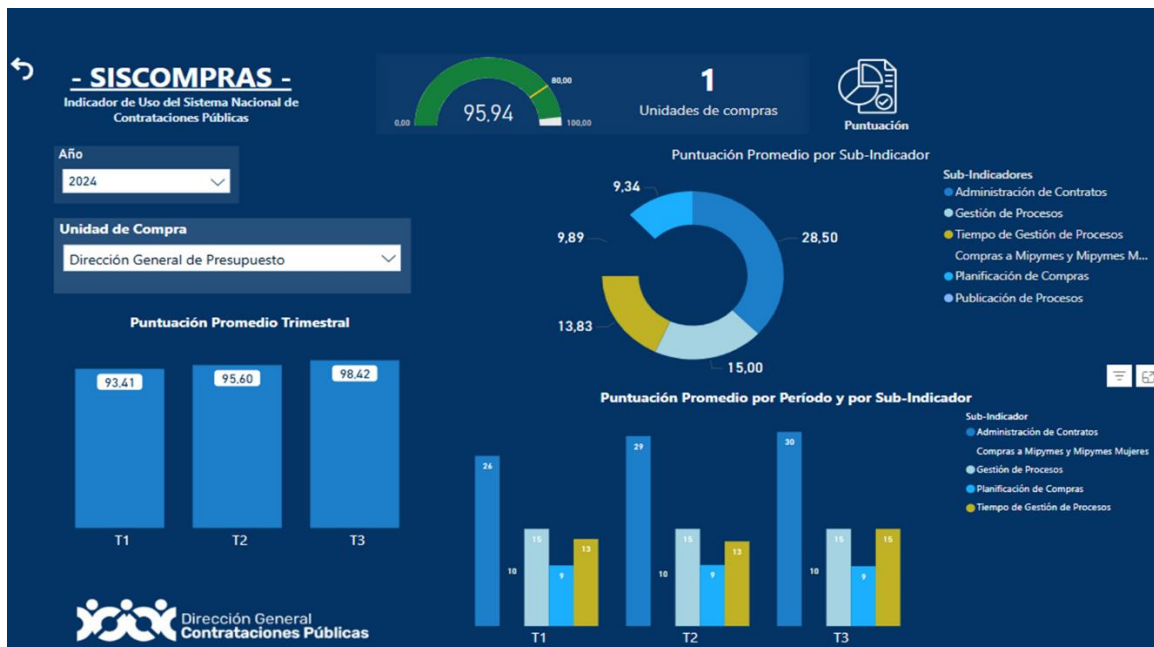 - SISCOMPRAS -
Indicador de Uso del Sistema Nacional de
Contrataciones Públicas
0,00
95,94
80,00
100,00
1
Unidades de compras
Puntuación
Año
2024
Unidad de Compra
Dirección General de Presupuesto
Puntuación Promedio Trimestral
93,41
95,60
98,42
T1
T2
T3
Puntuación Promedio por Sub-Indicador
9,34
9,89
28,50
13,83
15,00
Sub-Indicadores
Administración de Contratos
Gestión de Procesos
Tiempo de Gestión de Procesos
Compras a Mipymes y Mipymes M...
Planificación de Compras
Publicación de Procesos
Puntuación Promedio por Período y por Sub-Indicador
26
10
15
9
13
29
10
15
9
13
30
10
15
9
15
T1
T2
T3
Sub-Indicador
Administración de Contratos
Compras a Mipymes y Mipymes Mujeres
Gestión de Procesos
Planificación de Compras
Tiempo de Gestión de Procesos
Dirección General
Contrataciones Públicas